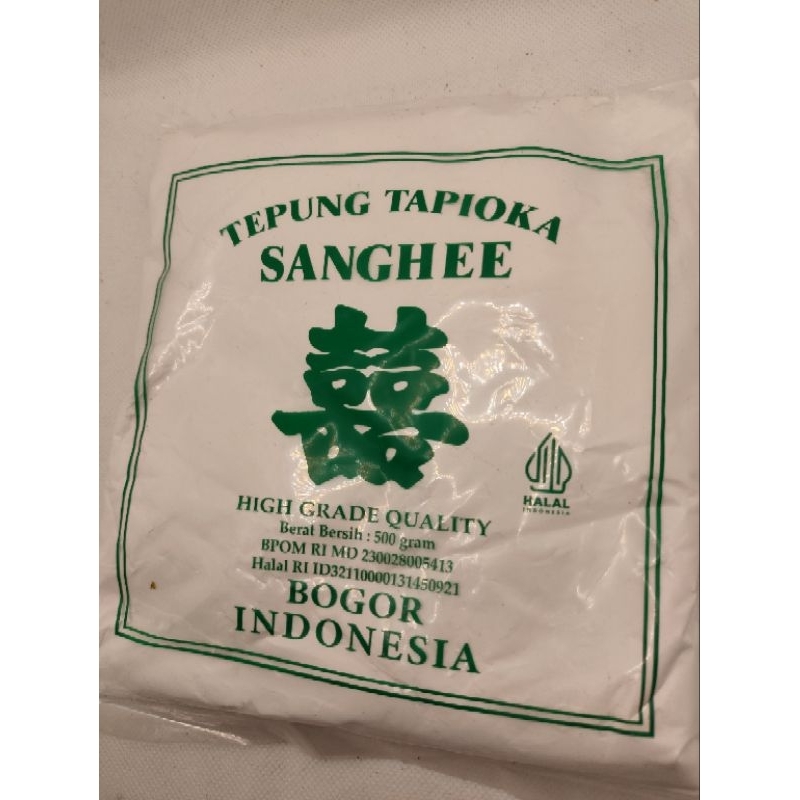 TEPUNG TAPIOKA
SANGHEE
囍
HALAL
INDONESIA
HIGH GRADE QUALITY
Berat Bersih : 500 gram
BPOM RI MD 230028005413
Halal RI ID32110000131450921
BOGOR
INDONESIA